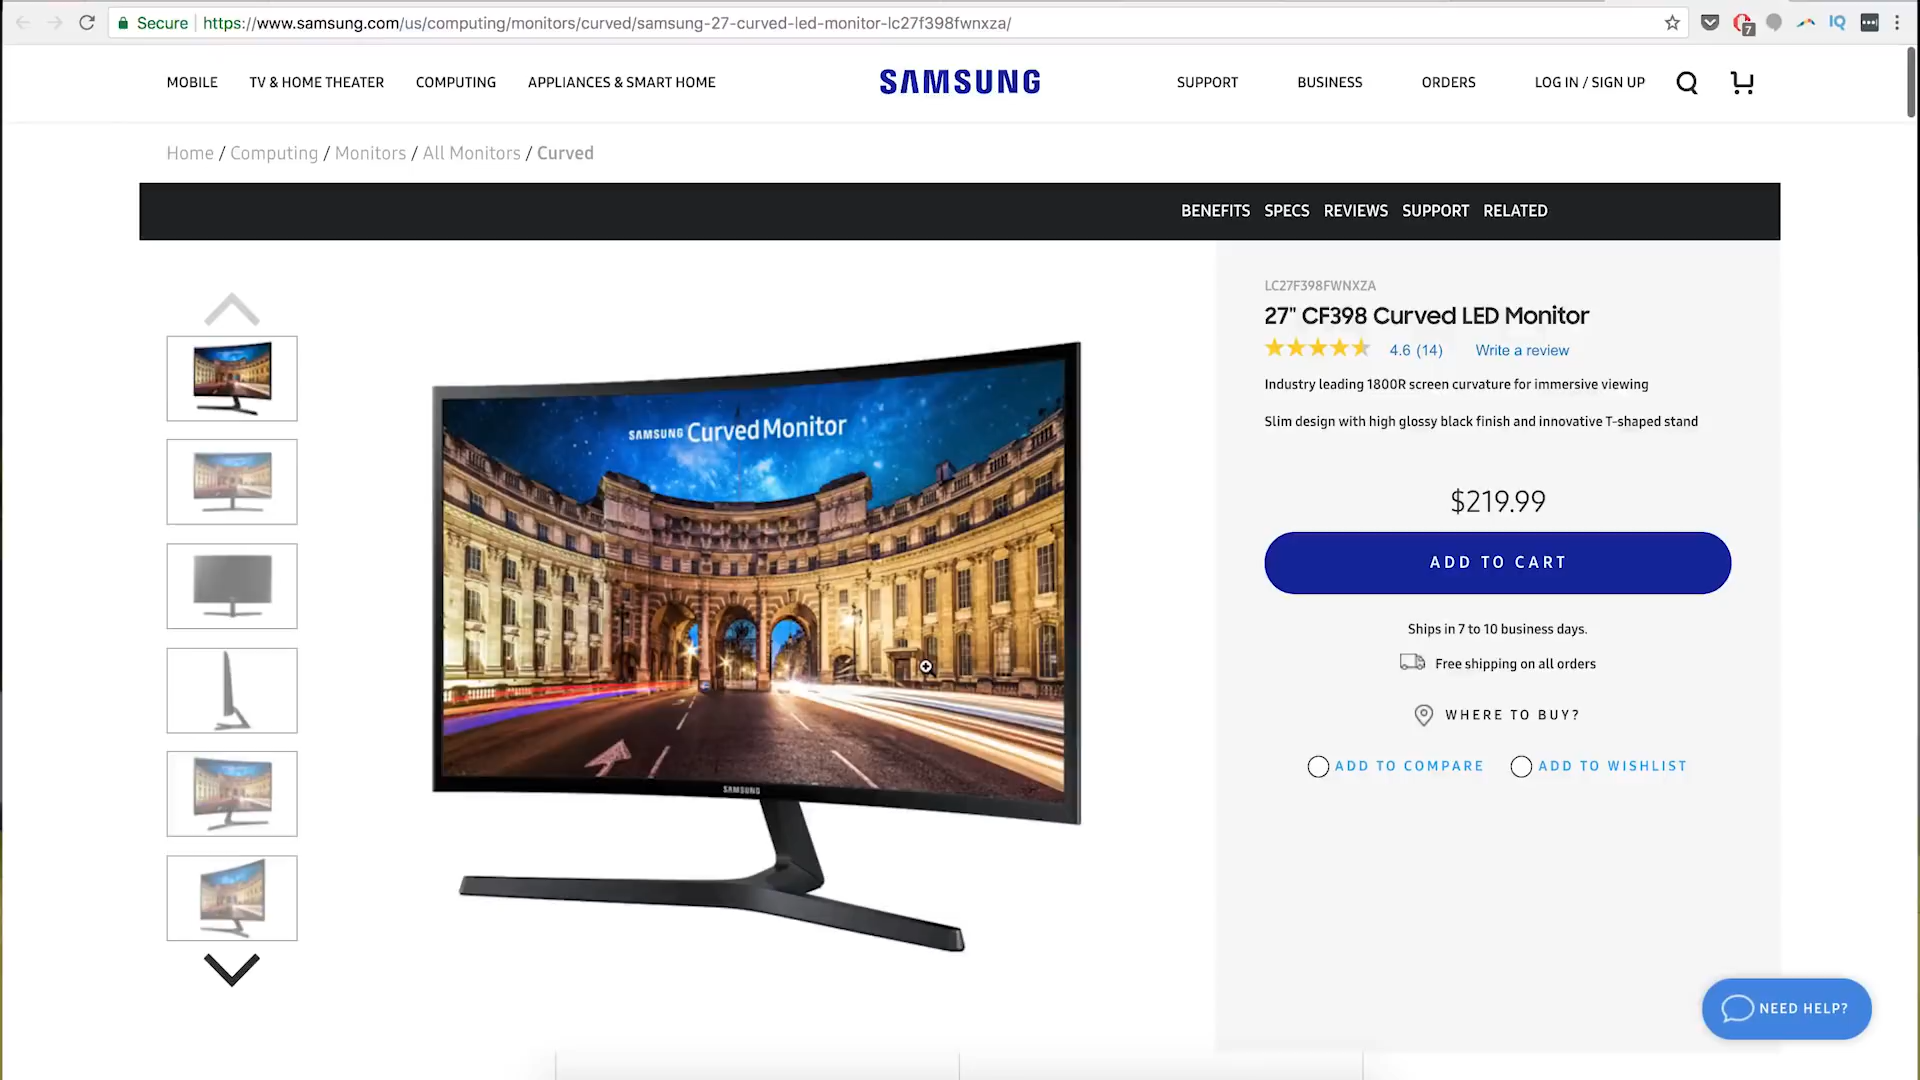 Secure
https://www.samsung.com/us/computing/monitors/curved/samsung-27-curved-led-monitor-lc27f398fwnxza/
7
IQ
MOBILE
TV & HOME THEATER
COMPUTING
APPLIANCES & SMART HOME
SAMSUNG
SUPPORT
BUSINESS
ORDERS
LOG IN / SIGN UP
Home / Computing / Monitors / All Monitors / Curved
BENEFITS SPECS REVIEWS SUPPORT RELATED
SAMSUNG Curved Monitor
SAMSUNG
LC27F398FWNXZA
27" CF398 Curved LED Monitor
4.6 (14) Write a review
Industry leading 1800R screen curvature for immersive viewing
Slim design with high glossy black finish and innovative T-shaped stand
$219.99
ADD TO CART
Ships in 7 to 10 business days.
Free shipping on all orders
WHERE TO BUY?
ADD TO COMPARE
ADD TO WISHLIST
NEED HELP?